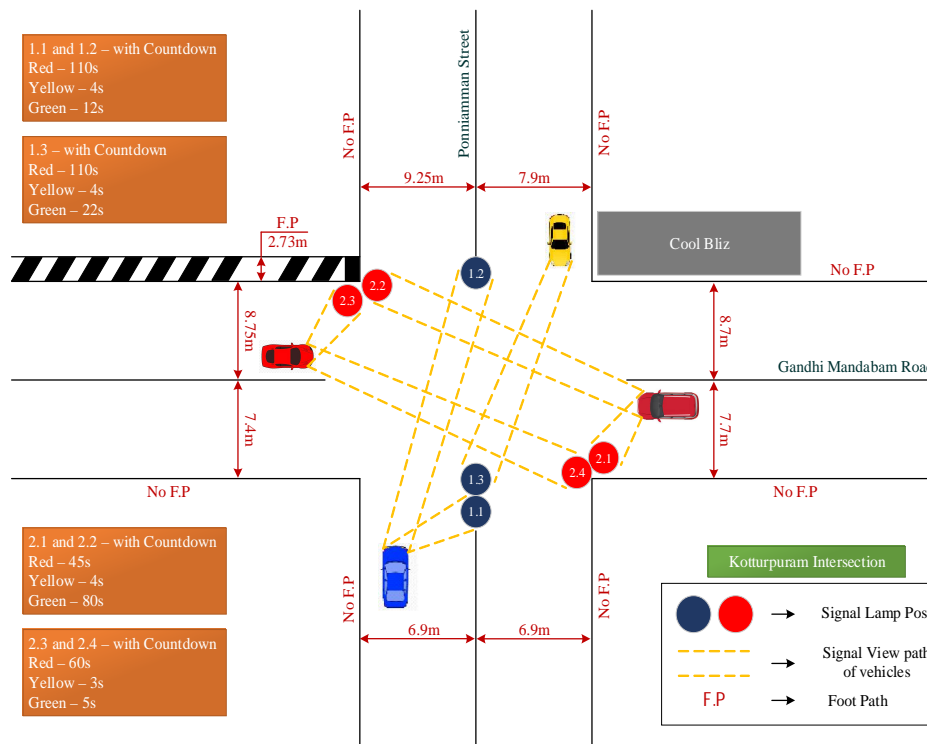 1.1 and 1.2 – with Countdown
Red – 110s
Yellow – 4s
Green – 12s
1.3 – with Countdown
Red – 110s
Yellow – 4s
Green – 22s
No F.P
Ponniamman Street
No F.P
9.25m
7.9m
F.P
2.73m
Cool Bliz
No F.P
1.2
2.2
2.3
8.75m
8.7m
Gandhi Mandabam Road
7.4m
7.7m
2.1
2.4
1.3
1.1
No F.P
No F.P
2.1 and 2.2 – with Countdown
Red – 45s
Yellow – 4s
Green – 80s
2.3 and 2.4 – with Countdown
Red – 60s
Yellow – 3s
Green – 5s
No F.P
No F.P
6.9m
6.9m
Kotturpuram Intersection
Signal Lamp Pos
Signal View path
of vehicles
F.P
Foot Path